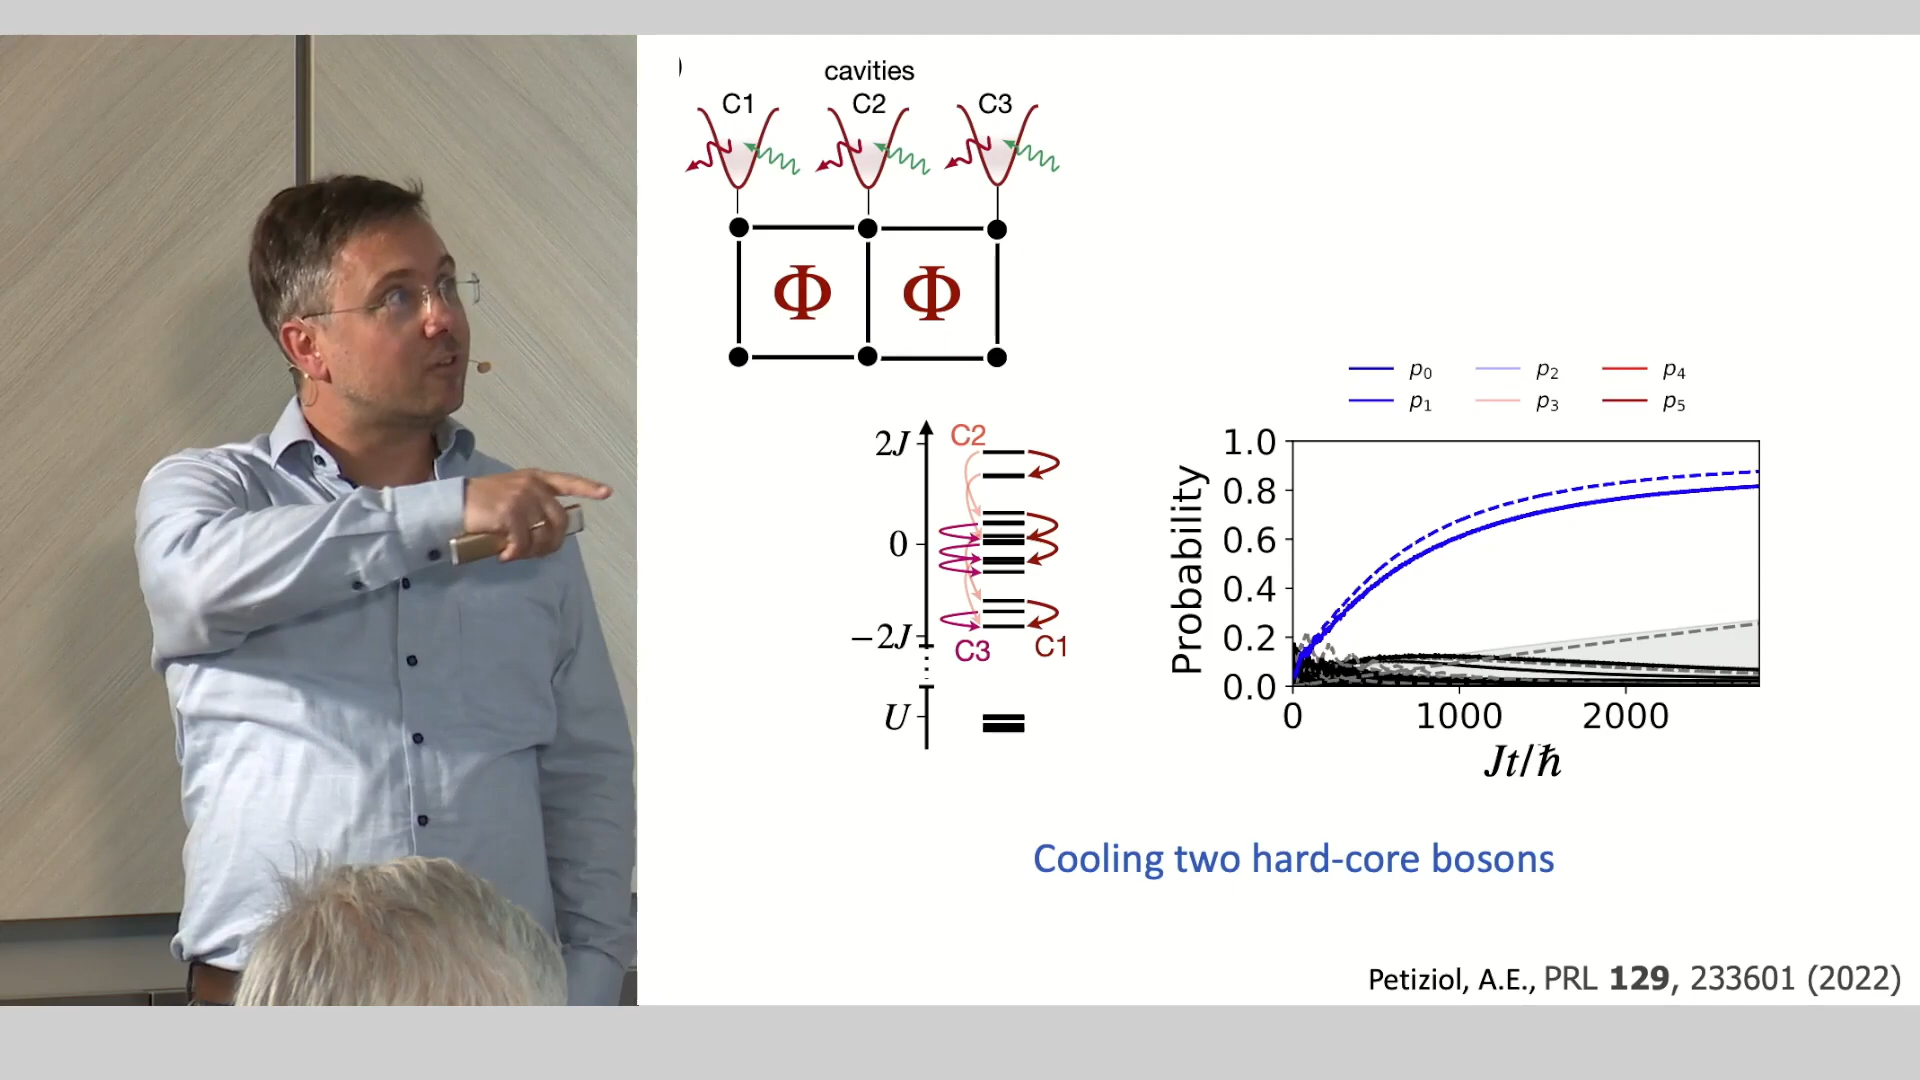 )
cavities
C1 C2 C3
Φ Φ
2J C2
0
−2J C3 C1
U
p0 p2 p4
p1 p3 p5
Probability
1.0
0.8
0.6
0.4
0.2
0.0
0 1000 2000
Jt/ħ
Cooling two hard-core bosons
Petiziol, A.E., PRL 129, 233601 (2022)